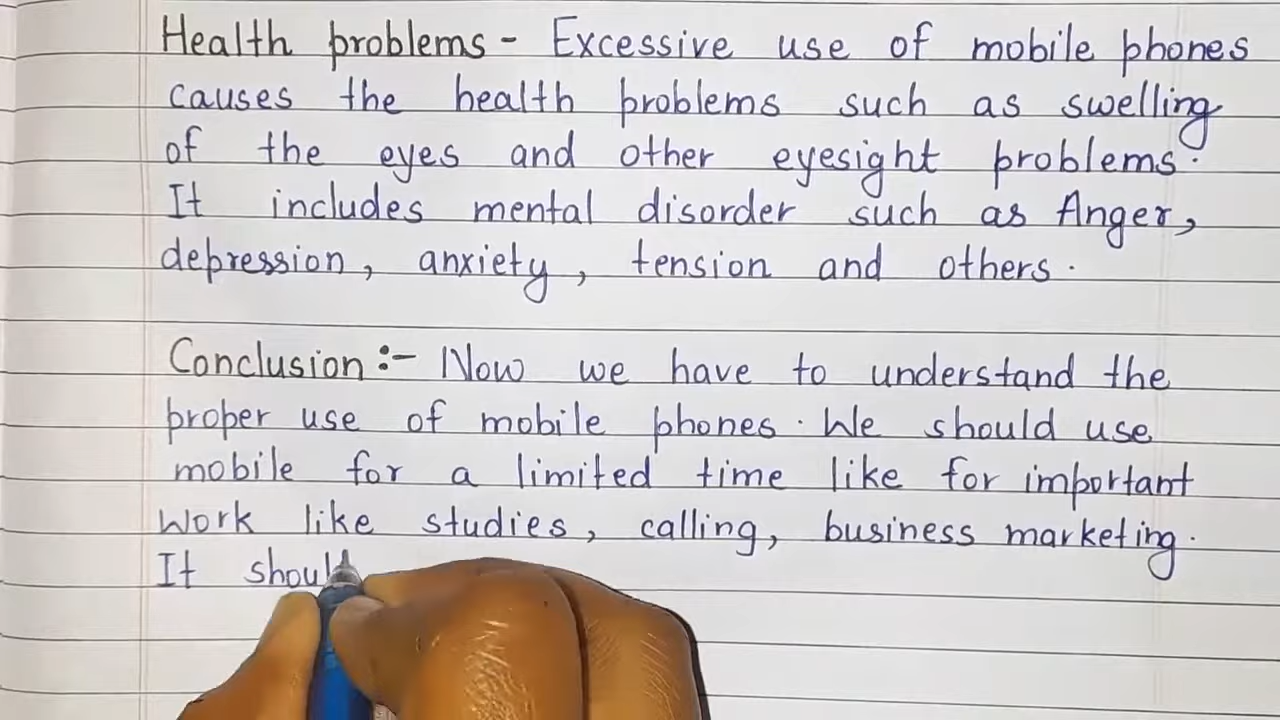 Health problems - Excessive use of mobile phones
causes the health problems such as swelling
of the eyes and other eyesight problems.
It includes mental disorder such as Anger,
depression, anxiety, tension and others.
Conclusion :- Now we have to understand the
proper use of mobile phones. We should use
mobile for a limited time like for important
work like studies, calling, business marketing.
It shoul